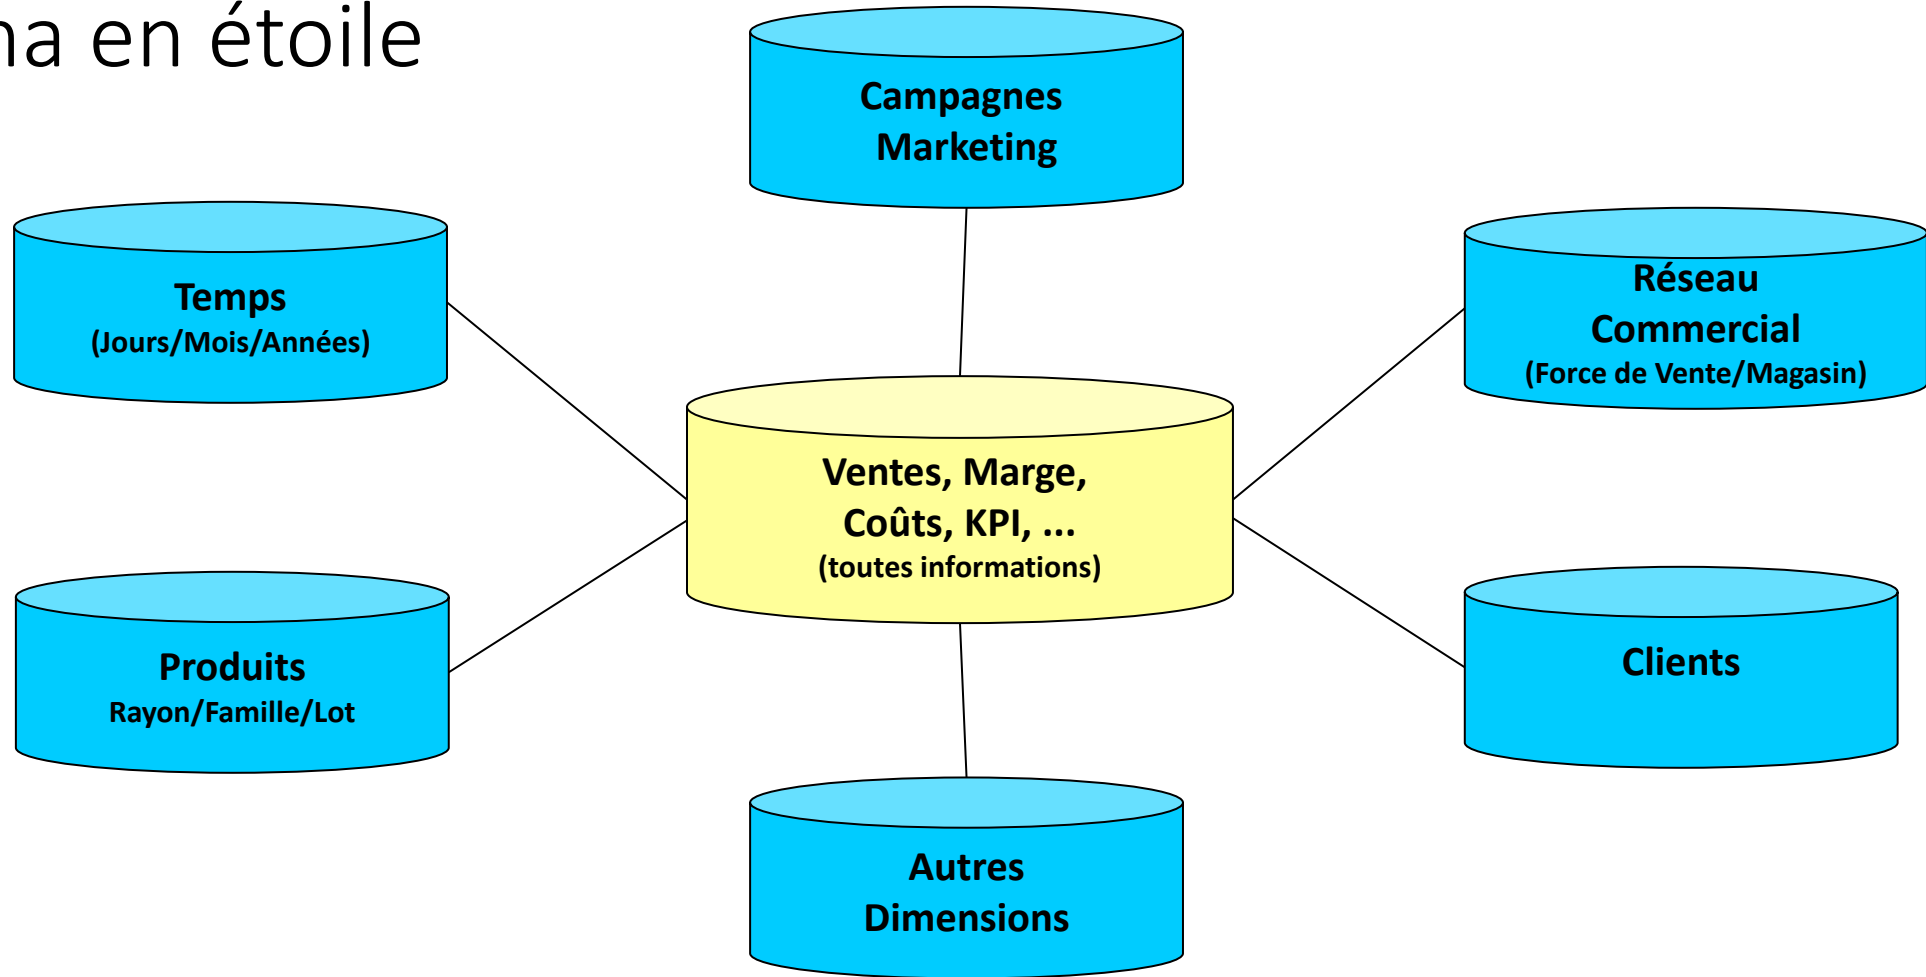 en étoile
Campagnes
Marketing
Temps
(Jours/Mois/Années)
Réseau
Commercial
(Force de Vente/Magasin)
Ventes, Marge,
Coûts, KPI, ...
(toutes informations)
Produits
Rayon/Famille/Lot
Clients
Autres
Dimensions